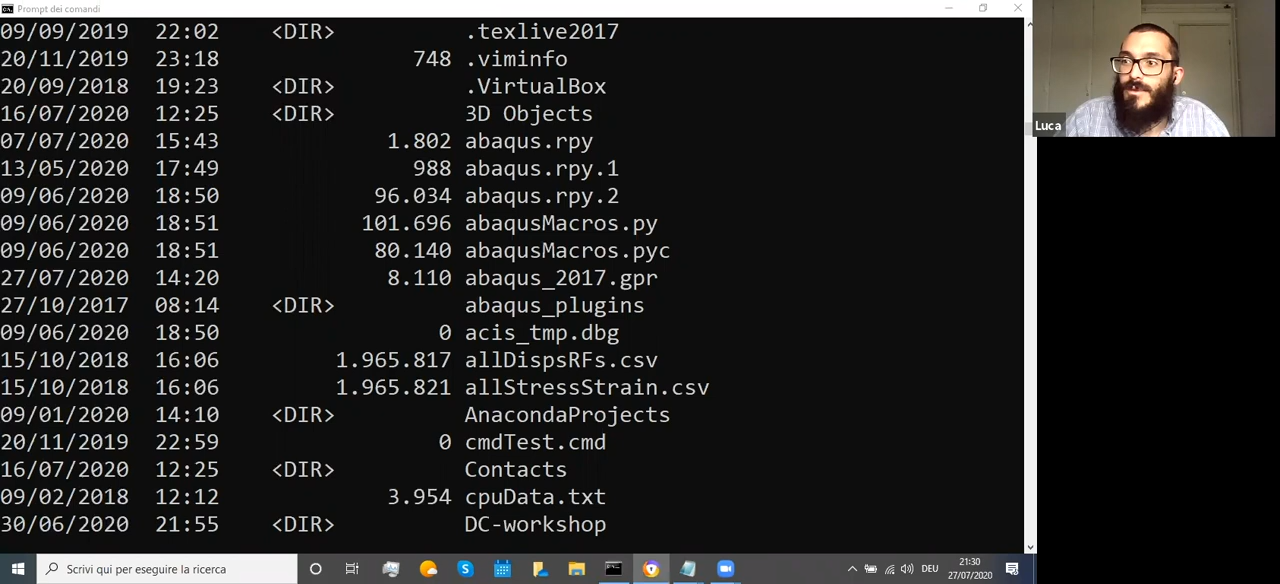 Prompt dei comandi
09/09/2019 22:02 <DIR> .texlive2017
20/11/2019 23:18 748 .viminfo
20/09/2018 19:23 <DIR> .VirtualBox
16/07/2020 12:25 <DIR> 3D Objects
07/07/2020 15:43 1.802 abaqus.rpy
13/05/2020 17:49 988 abaqus.rpy.1
09/06/2020 18:50 96.034 abaqus.rpy.2
09/06/2020 18:51 101.696 abaqusMacros.py
09/06/2020 18:51 80.140 abaqusMacros.pyc
27/07/2020 14:20 8.110 abaqus_2017.gpr
27/10/2017 08:14 <DIR> abaqus_plugins
09/06/2020 18:50 0 acis_tmp.dbg
15/10/2018 16:06 1.965.817 allDispsRFs.csv
15/10/2018 16:06 1.965.821 allStressStrain.csv
09/01/2020 14:10 <DIR> AnacondaProjects
20/11/2019 22:59 0 cmdTest.cmd
16/07/2020 12:25 <DIR> Contacts
09/02/2018 12:12 3.954 cpuData.txt
30/06/2020 21:55 <DIR> DC-workshop
Luca
Scrivi qui per eseguire la ricerca
DEU
21:30
27/07/2020